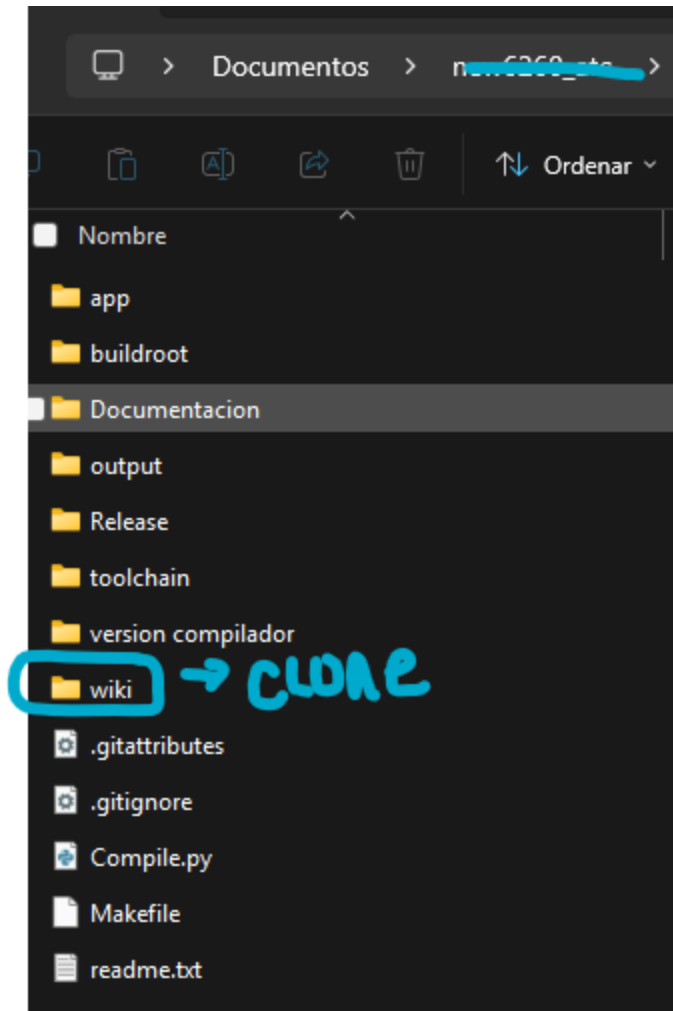 > Documentos >
Ordenar
Nombre
app
buildroot
Documentacion
output
Release
toolchain
version compilador
wiki → clone
.gitattributes
.gitignore
Compile.py
Makefile
readme.txt